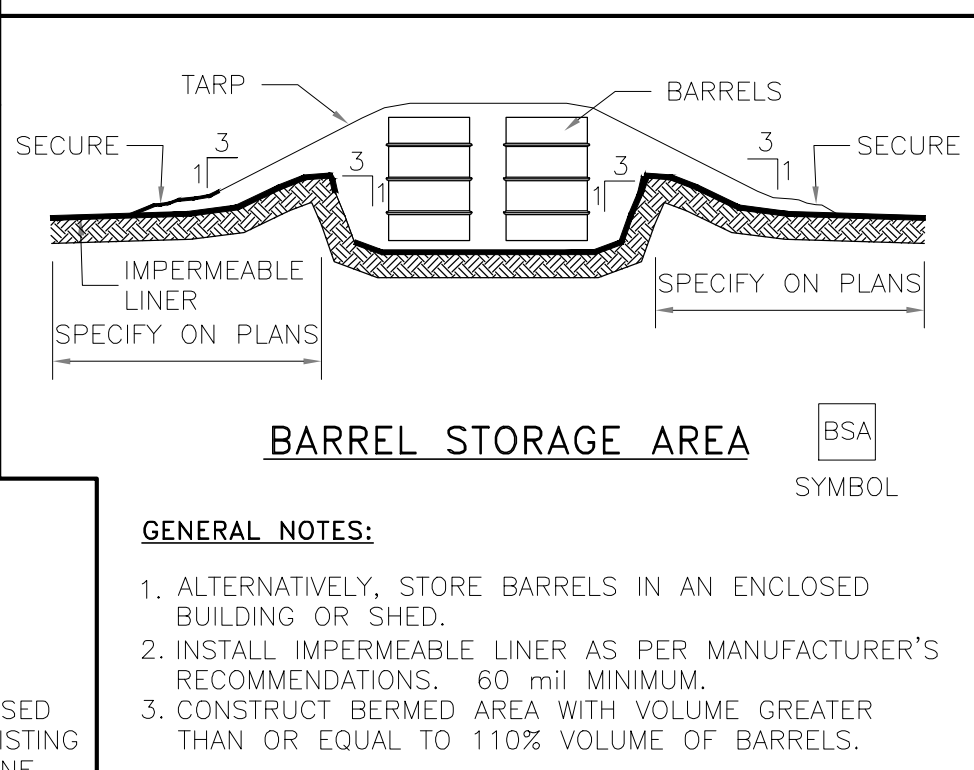 TARP
BARRELS
SECURE
3
1
3
1
3
1
3
1
SECURE
IMPERMEABLE
LINER
SPECIFY ON PLANS
SPECIFY ON PLANS
BARREL STORAGE AREA
BSA
SYMBOL
GENERAL NOTES:
1. ALTERNATIVELY, STORE BARRELS IN AN ENCLOSED
BUILDING OR SHED.
2. INSTALL IMPERMEABLE LINER AS PER MANUFACTURER'S
RECOMMENDATIONS. 60 mil MINIMUM.
3. CONSTRUCT BERMED AREA WITH VOLUME GREATER
THAN OR EQUAL TO 110% VOLUME OF BARRELS.
SED
ISTING